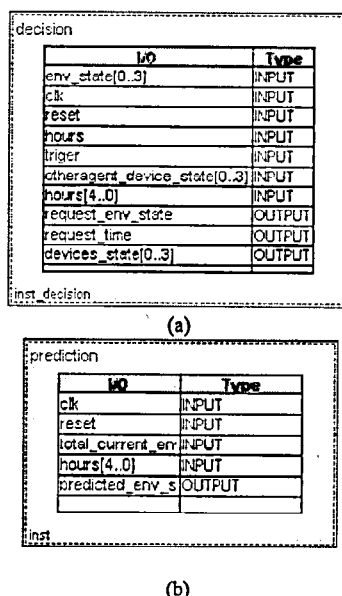 decision
I/O Type
env_state[0..3] INPUT
clk INPUT
reset INPUT
hours INPUT
triger INPUT
otheragent_device_state[0..3] INPUT
hours[4..0] INPUT
request_env_state OUTPUT
request_time OUTPUT
devices_state[0..3] OUTPUT
inst_decision
(a)
prediction
I/O Type
clk INPUT
reset INPUT
total_current_en INPUT
hours[4..0] INPUT
predicted_env_s OUTPUT
inst
(b)